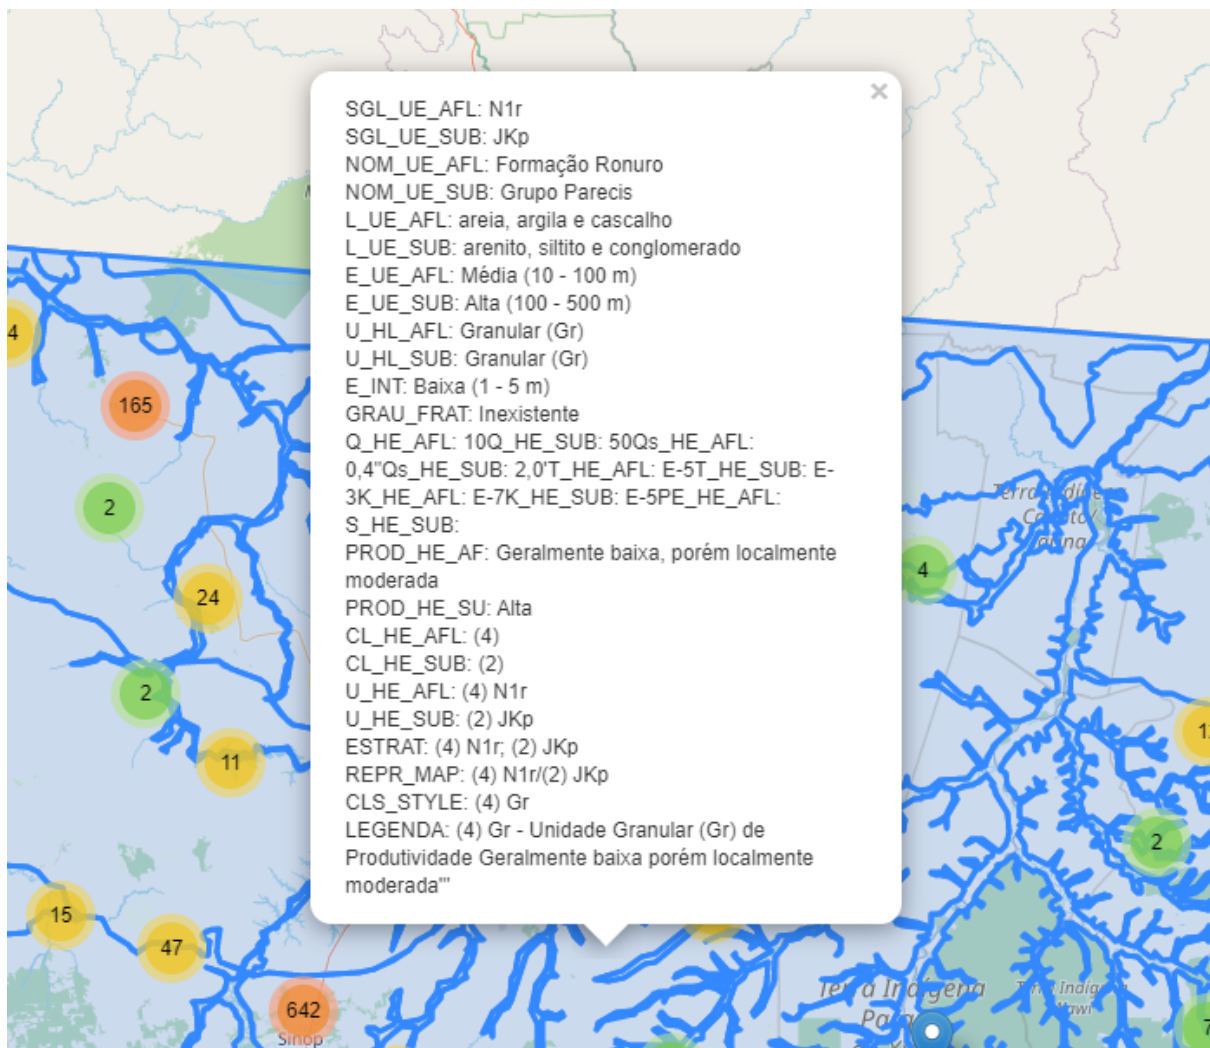 ×
SGL_UE_AFL: N1r
SGL_UE_SUB: JKp
NOM_UE_AFL: Formação Ronuro
NOM_UE_SUB: Grupo Parecis
L_UE_AFL: areia, argila e cascalho
L_UE_SUB: arenito, siltito e conglomerado
E_UE_AFL: Média (10 - 100 m)
E_UE_SUB: Alta (100 - 500 m)
U_HL_AFL: Granular (Gr)
U_HL_SUB: Granular (Gr)
E_INT: Baixa (1 - 5 m)
GRAU_FRAT: Inexistente
Q_HE_AFL: 10Q_HE_SUB: 50Qs_HE_AFL:
0,4"Qs_HE_SUB: 2,0'T_HE_AFL: E-5T_HE_SUB: E-
3K_HE_AFL: E-7K_HE_SUB: E-5PE_HE_AFL:
S_HE_SUB:
PROD_HE_AF: Geralmente baixa, porém localmente
moderada
PROD_HE_SU: Alta
CL_HE_AFL: (4)
CL_HE_SUB: (2)
U_HE_AFL: (4) N1r
U_HE_SUB: (2) JKp
ESTRAT: (4) N1r; (2) JKp
REPR_MAP: (4) N1r/(2) JKp
CLS_STYLE: (4) Gr
LEGENDA: (4) Gr - Unidade Granular (Gr) de
Produtividade Geralmente baixa porém localmente
moderada"'
4
165
2
24
2
11
15
47
642
Sinop
4
2
7
Terra Indígena
Terra Indígena